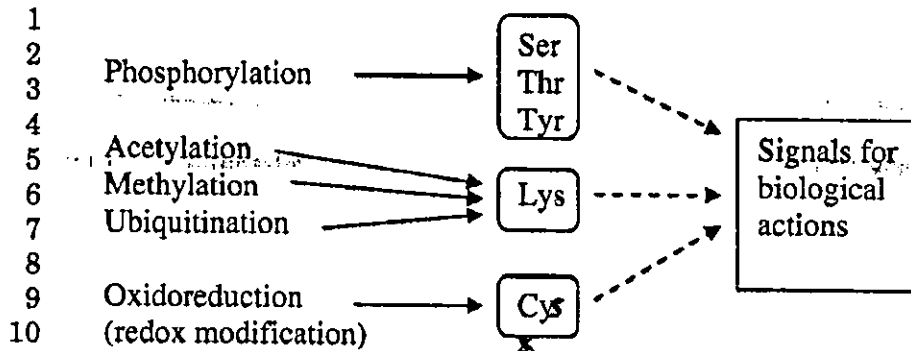 1
2
3
4
5
6
7
8
9
10
Phosphorylation
Ser
Thr
Tyr
Acetylation
Methylation
Ubiquitination
Lys
Oxidoreduction
(redox modification)
Cys
Signals for
biological
actions